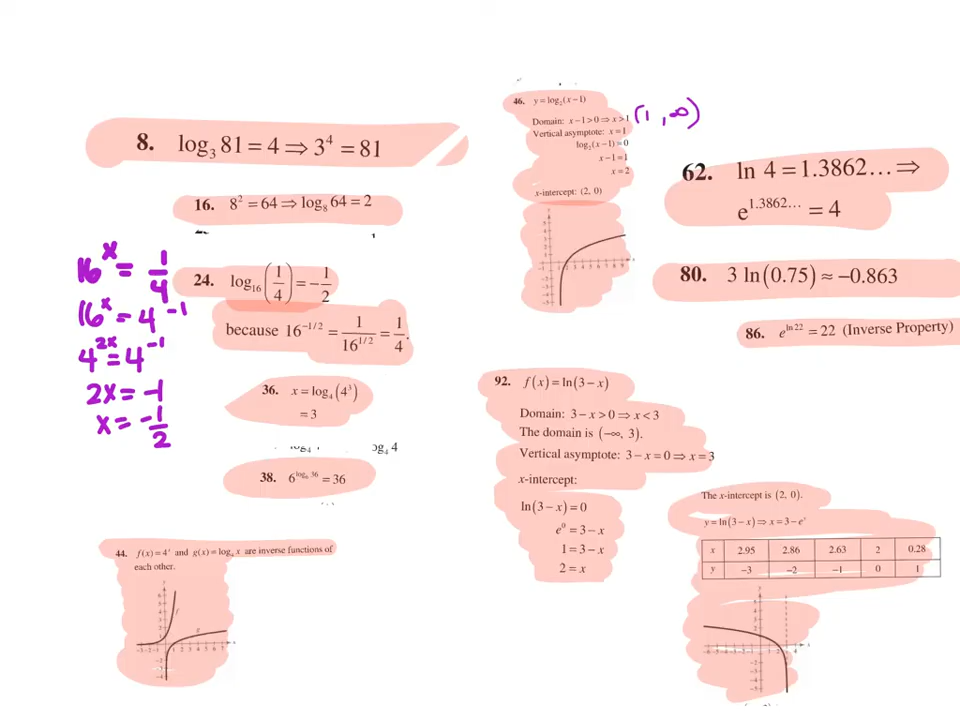 8. log₃ 81 = 4 ⇒ 3⁴ = 81
16. 8² = 64 ⇒ log₈ 64 = 2
16ˣ = 1/4
16ˣ = 4⁻¹
4²ˣ = 4⁻¹
2x = -1
x = -1/2
24. log₁₆ (1/4) = -1/2
because 16^(-1/2) = 1/16^(1/2) = 1/4.
36. x = log₄ (4³)
= 3
38. 6^(log₆ 36) = 36
44. f(x) = 4ˣ and g(x) = log₄ x are inverse functions of
each other.
46. y = log₂ (x − 1)
Domain: x − 1 > 0 ⇒ x > 1 (1, ∞)
Vertical asymptote: x = 1
log₂ (x − 1) = 0
x − 1 = 1
x = 2
x-intercept: (2, 0)
62. ln 4 = 1.3862… ⇒
e^1.3862… = 4
80. 3 ln(0.75) ≈ −0.863
86. e^(ln 22) = 22 (Inverse Property)
92. f(x) = ln(3 − x)
Domain: 3 − x > 0 ⇒ x < 3
The domain is (−∞, 3).
Vertical asymptote: 3 − x = 0 ⇒ x = 3
x-intercept:
ln(3 − x) = 0
e⁰ = 3 − x
1 = 3 − x
2 = x
The x-intercept is (2, 0).
y = ln(3 − x) ⇒ x = 3 − eʸ
x 2.95 2.86 2.63 2 0.28
y −3 −2 −1 0 1